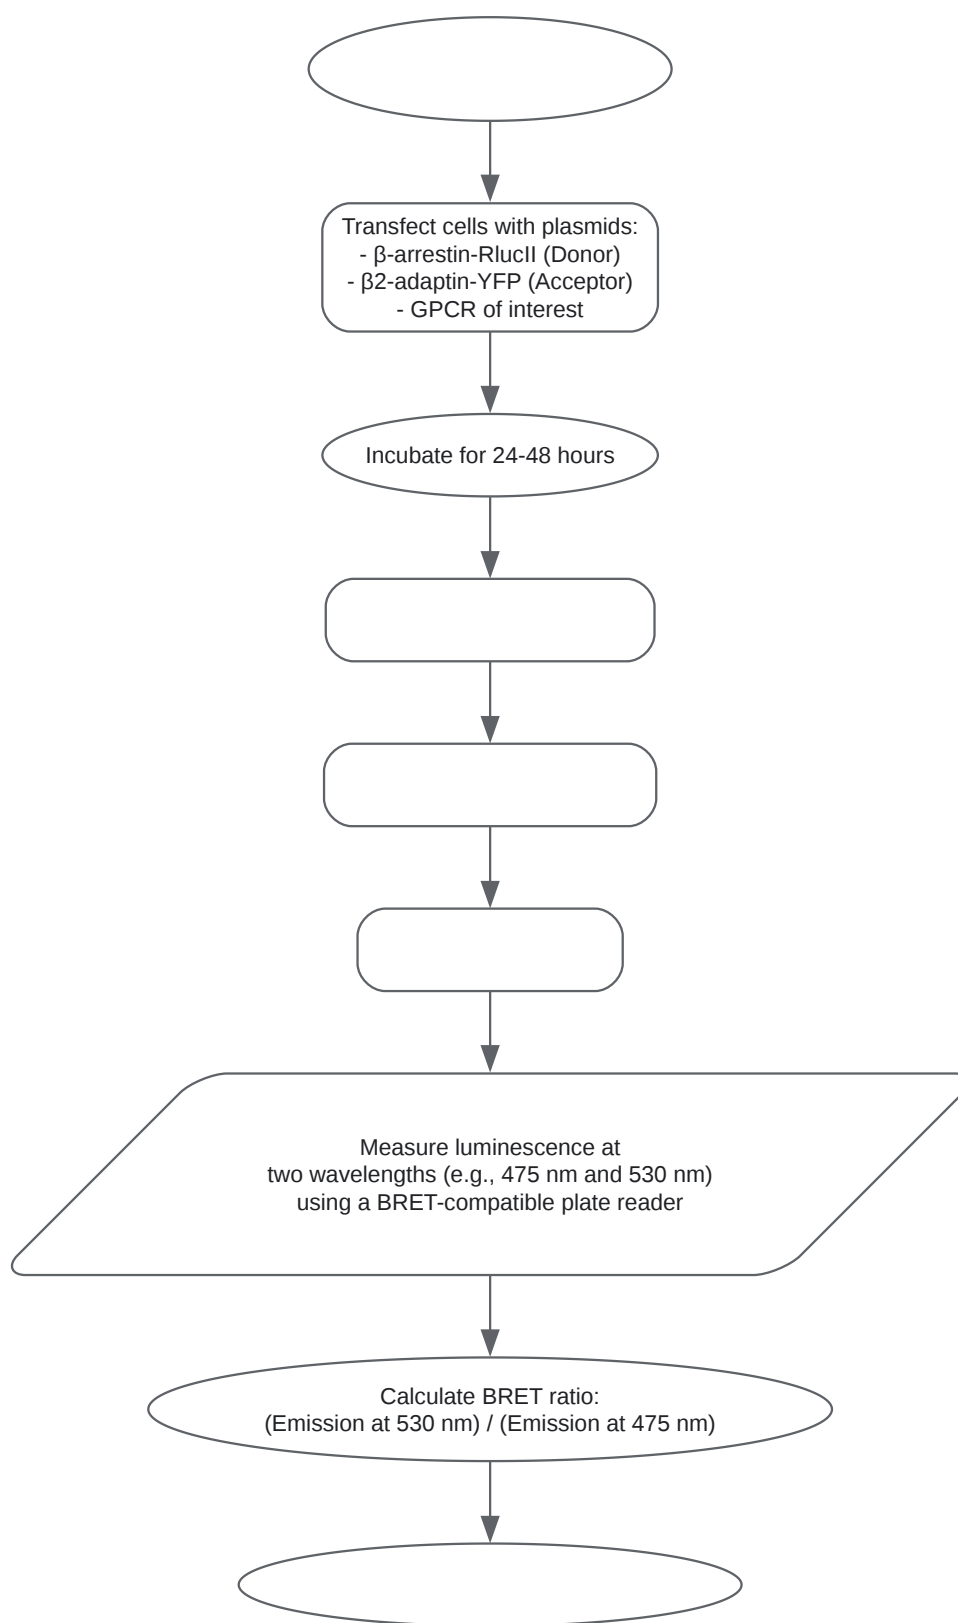 Transfect cells with plasmids:
- β-arrestin-RlucII (Donor)
- β2-adaptin-YFP (Acceptor)
- GPCR of interest
Incubate for 24-48 hours
Measure luminescence at
two wavelengths (e.g., 475 nm and 530 nm)
using a BRET-compatible plate reader
Calculate BRET ratio:
(Emission at 530 nm) / (Emission at 475 nm)